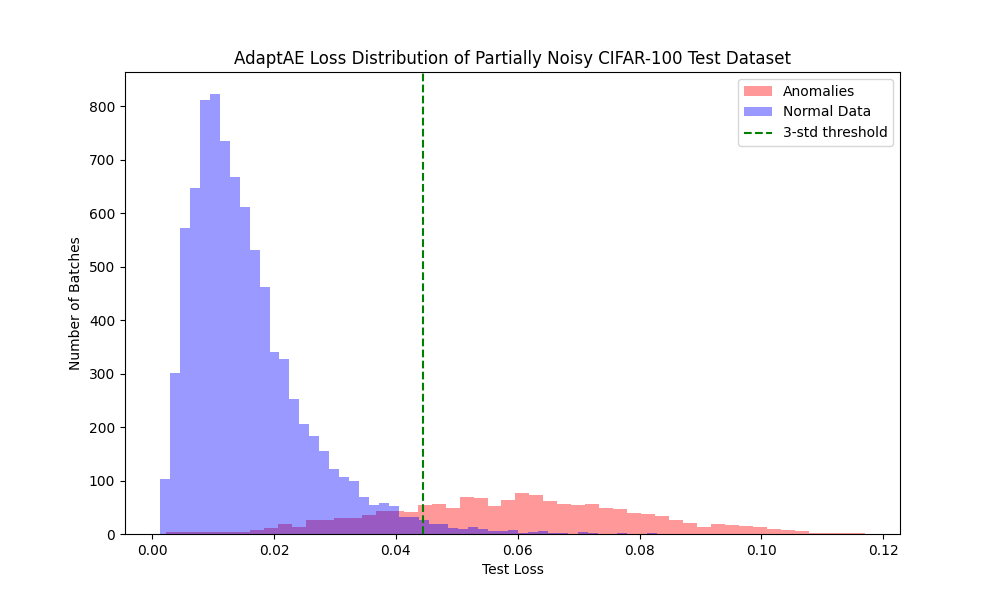 AdaptAE Loss Distribution of Partially Noisy CIFAR-100 Test Dataset
Anomalies
Normal Data
3-std threshold
Number of Batches
800
700
600
500
400
300
200
100
0
0.00 0.02 0.04 0.06 0.08 0.10 0.12
Test Loss